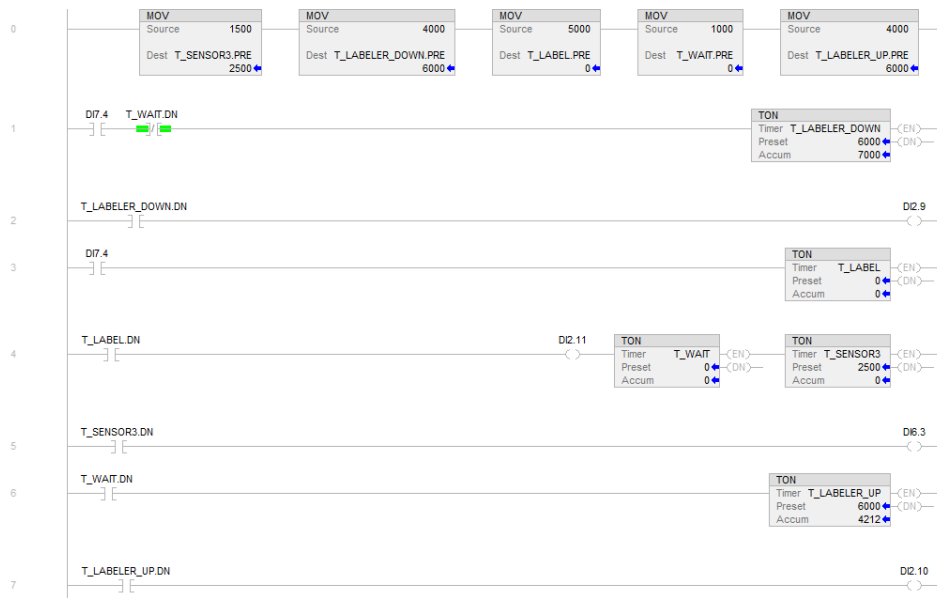 0
MOV
Source 1500
Dest T_SENSOR3.PRE
2500
MOV
Source 4000
Dest T_LABELER_DOWN.PRE
6000
MOV
Source 5000
Dest T_LABEL.PRE
0
MOV
Source 1000
Dest T_WAIT.PRE
0
MOV
Source 4000
Dest T_LABELER_UP.PRE
6000
1
DI7.4
T_WAIT.DN
TON
Timer T_LABELER_DOWN (EN)
Preset 6000 (DN)
Accum 7000
2
T_LABELER_DOWN.DN
DI2.9
3
DI7.4
TON
Timer T_LABEL (EN)
Preset 0 (DN)
Accum 0
4
T_LABEL.DN
DI2.11
TON
Timer T_WAIT (EN)
Preset 0 (DN)
Accum 0
TON
Timer T_SENSOR3 (EN)
Preset 2500 (DN)
Accum 0
5
T_SENSOR3.DN
DI6.3
6
T_WAIT.DN
TON
Timer T_LABELER_UP (EN)
Preset 6000 (DN)
Accum 4212
7
T_LABELER_UP.DN
DI2.10